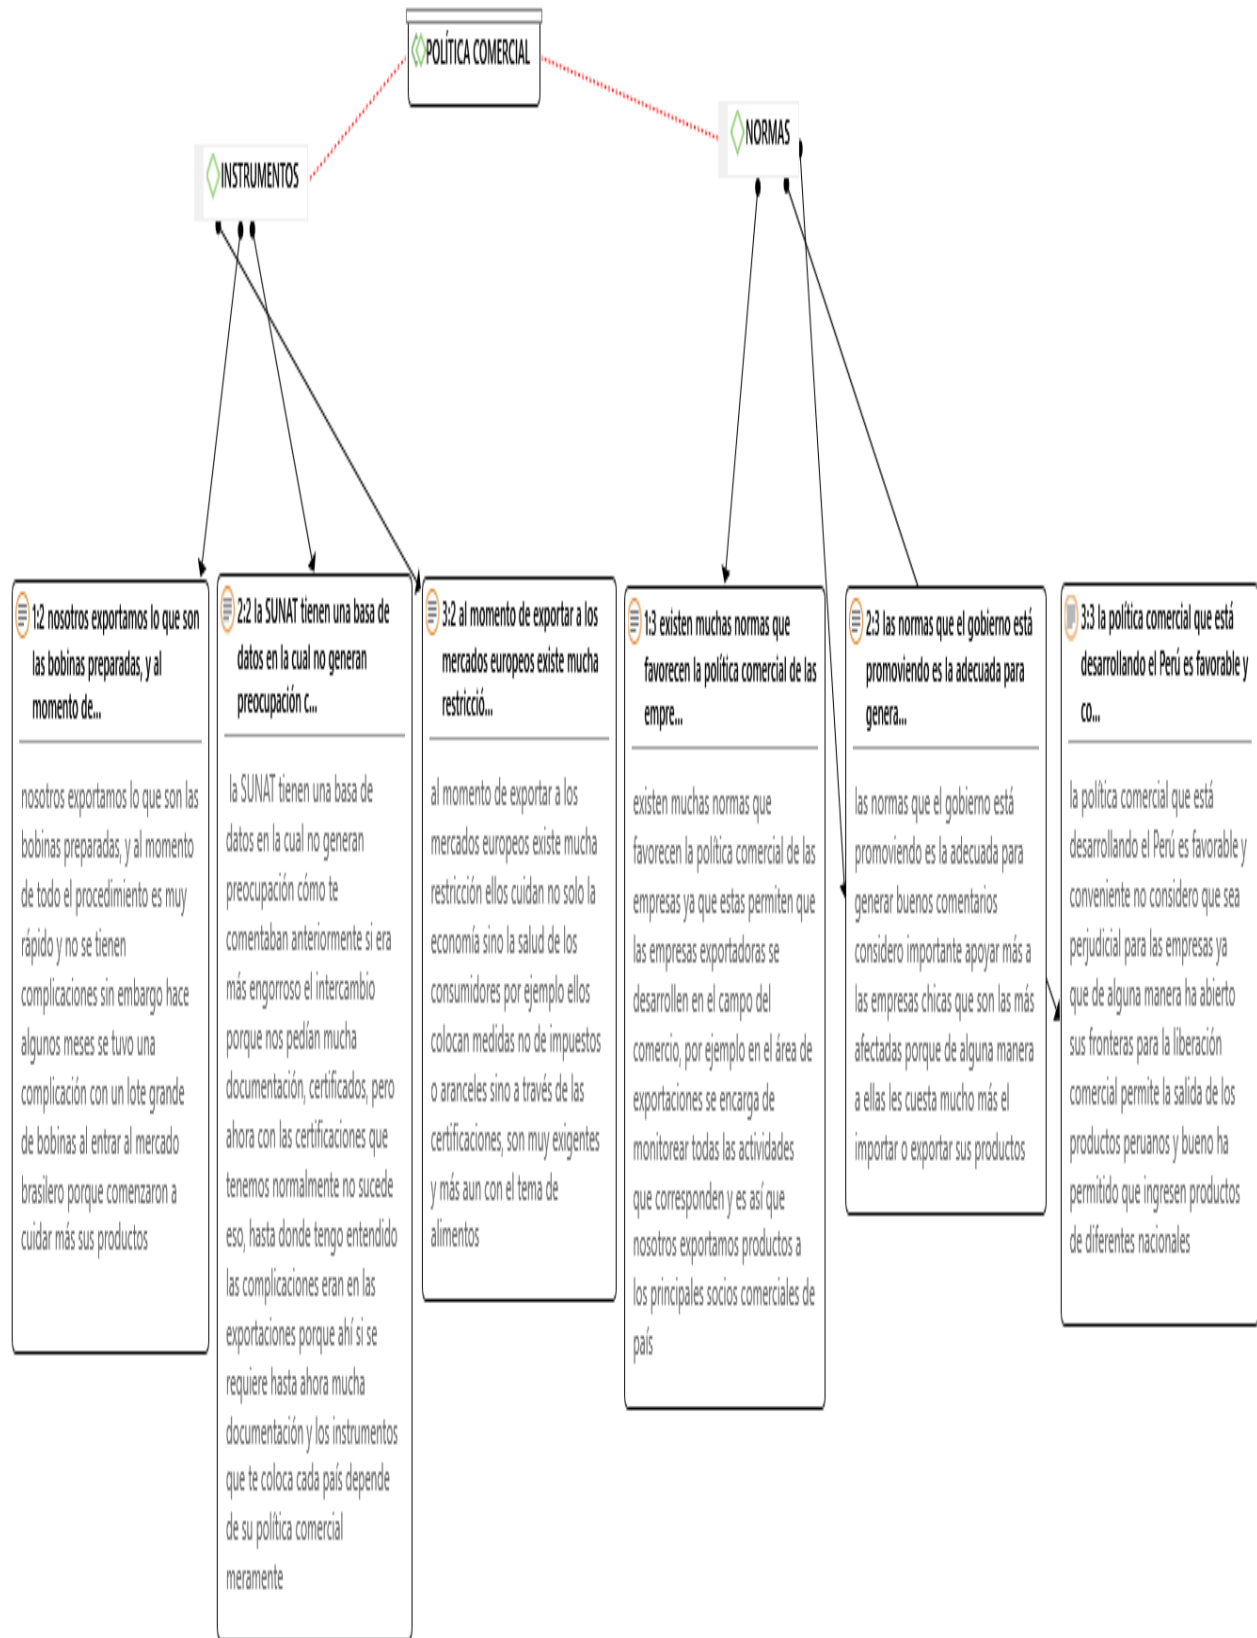 POLÍTICA COMERCIAL
NORMAS
INSTRUMENTOS
1:2 nosotros exportamos lo que son
las bobinas preparadas, y al
momento de...
nosotros exportamos lo que son las
bobinas preparadas, y al momento
de todo el procedimiento es muy
rápido y no se tienen
complicaciones sin embargo hace
algunos meses se tuvo una
complicación con un lote grande
de bobinas al entrar al mercado
brasilero porque comenzaron a
cuidar más sus productos
2:2 la SUNAT tienen una basa de
datos en la cual no generan
preocupación c...
la SUNAT tienen una basa de
datos en la cual no generan
preocupación cómo te
comentaban anteriormente si era
más engorroso el intercambio
porque nos pedían mucha
documentación, certificados, pero
ahora con las certificaciones que
tenemos normalmente no sucede
eso, hasta donde tengo entendido
las complicaciones eran en las
exportaciones porque ahí si se
requiere hasta ahora mucha
documentación y los instrumentos
que te coloca cada país depende
de su política comercial
meramente
3:2 al momento de exportar a los
mercados europeos existe mucha
restricció...
al momento de exportar a los
mercados europeos existe mucha
restricción ellos cuidan no solo la
economía sino la salud de los
consumidores por ejemplo ellos
colocan medidas no de impuestos
o aranceles sino a través de las
certificaciones, son muy exigentes
y más aun con el tema de
alimentos
1:3 existen muchas normas que
favorecen la política comercial de las
empre...
existen muchas normas que
favorecen la política comercial de las
empresas ya que estas permiten que
las empresas exportadoras se
desarrollen en el campo del
comercio, por ejemplo en el área de
exportaciones se encarga de
monitorear todas las actividades
que corresponden y es así que
nosotros exportamos productos a
los principales socios comerciales de
país
2:3 las normas que el gobierno está
promoviendo es la adecuada para
genera...
las normas que el gobierno está
promoviendo es la adecuada para
generar buenos comentarios
considero importante apoyar más a
las empresas chicas que son las más
afectadas porque de alguna manera
a ellas les cuesta mucho más el
importar o exportar sus productos
3:3 la política comercial que está
desarrollando el Perú es favorable y
co...
la política comercial que está
desarrollando el Perú es favorable y
conveniente no considero que sea
perjudicial para las empresas ya
que de alguna manera ha abierto
sus fronteras para la liberación
comercial permite la salida de los
productos peruanos y bueno ha
permitido que ingresen productos
de diferentes nacionales